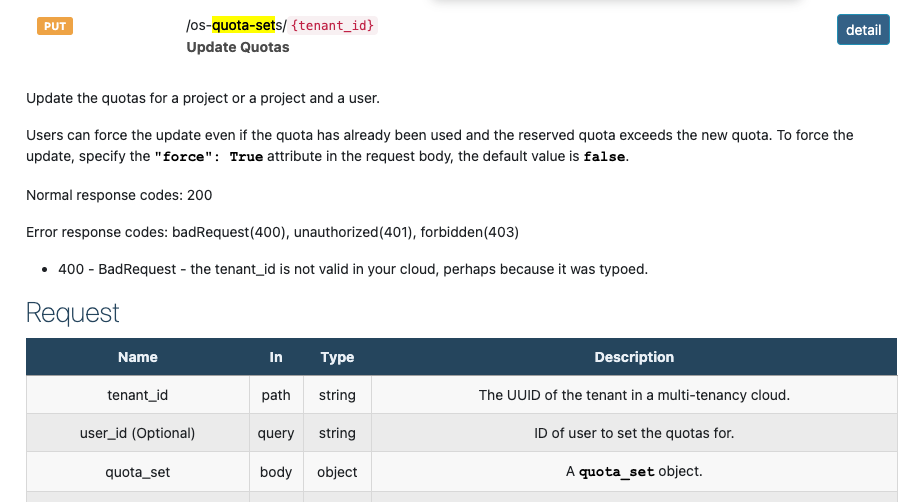 PUT
/os-quota-sets/{tenant_id}
Update Quotas
detail
Update the quotas for a project or a project and a user.
Users can force the update even if the quota has already been used and the reserved quota exceeds the new quota. To force the
update, specify the "force": True attribute in the request body, the default value is false.
Normal response codes: 200
Error response codes: badRequest(400), unauthorized(401), forbidden(403)
• 400 - BadRequest - the tenant_id is not valid in your cloud, perhaps because it was typoed.
Request
Name In Type Description
tenant_id path string The UUID of the tenant in a multi-tenancy cloud.
user_id (Optional) query string ID of user to set the quotas for.
quota_set body object A quota_set object.